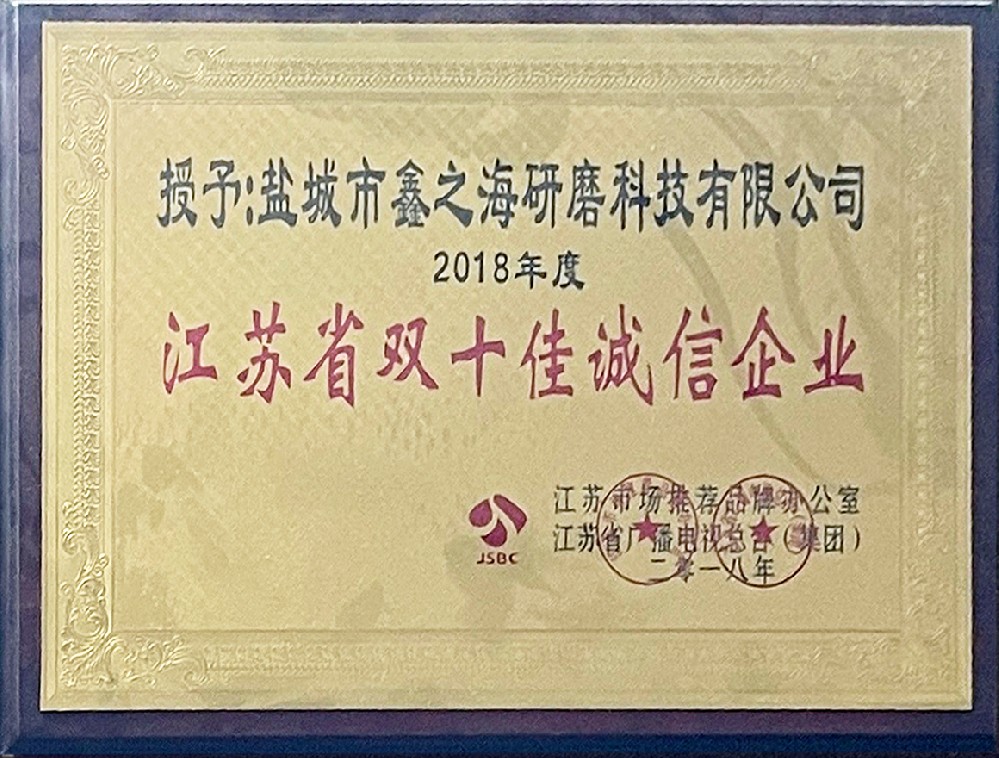 授予:盐城市鑫之海研磨科技有限公司
2018年度
江苏省双十佳诚信企业
JSBC
江苏市场推荐品牌办公室
江苏省广播电视总台(集团)
二零一八年